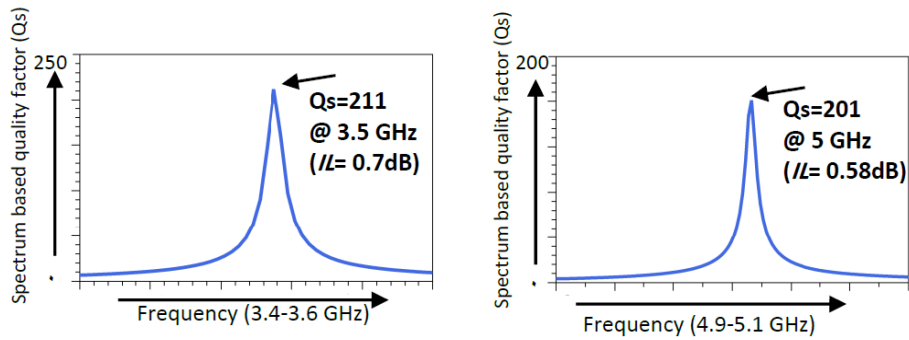 Spectrum based quality factor (Qs)
250
Qs=211
@ 3.5 GHz
(IL= 0.7dB)
-
Frequency (3.4-3.6 GHz)
Spectrum based quality factor (Qs)
200
Qs=201
@ 5 GHz
(IL= 0.58dB)
-
Frequency (4.9-5.1 GHz)